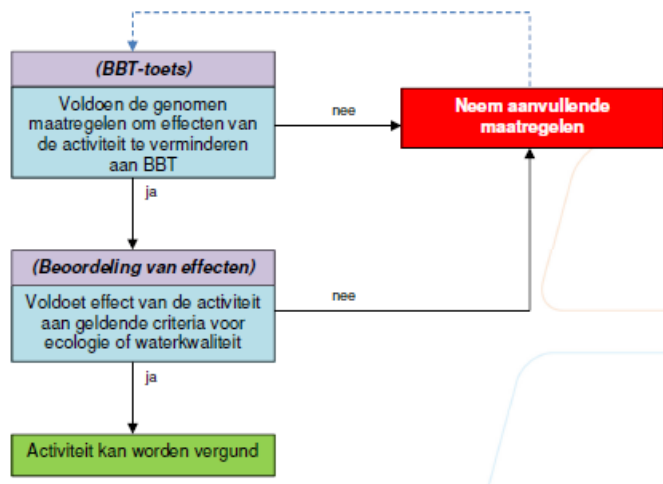 (BBT-toets)
Voldoen de genomen
maatregelen om effecten van
de activiteit te verminderen
aan BBT
nee
Neem aanvullende
maatregelen
ja
(Beoordeling van effecten)
Voldoet effect van de activiteit
aan geldende criteria voor
ecologie of waterkwaliteit
nee
ja
Activiteit kan worden vergund